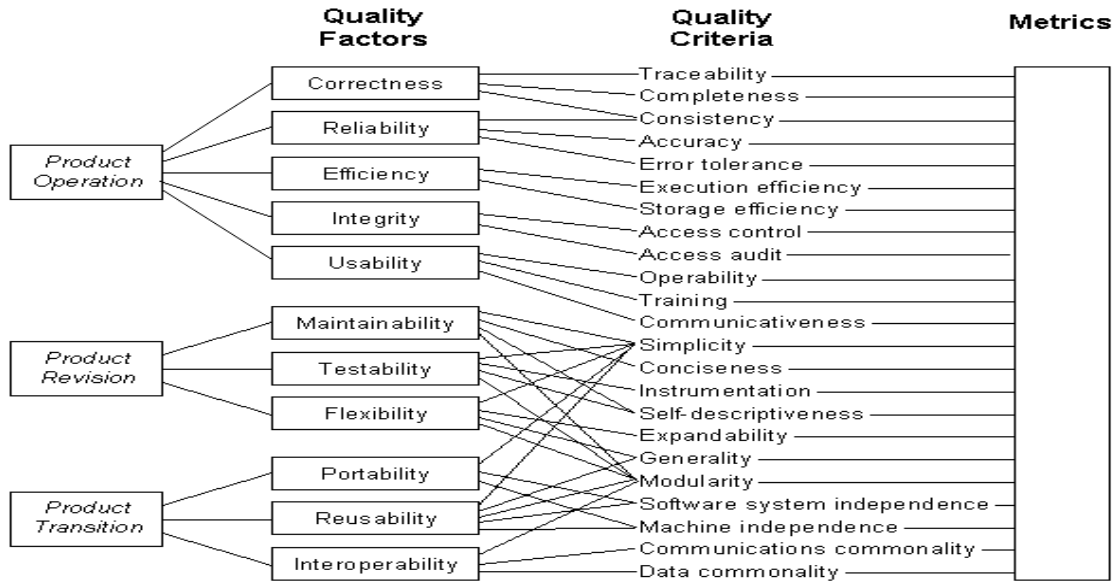 Quality
Factors
Quality
Criteria
Metrics
Product
Operation
Correctness
Reliability
Efficiency
Integrity
Usability
Product
Revision
Maintainability
Testability
Flexibility
Product
Transition
Portability
Reusability
Interoperability
Traceability
Completeness
Consistency
Accuracy
Error tolerance
Execution efficiency
Storage efficiency
Access control
Access audit
Operability
Training
Communicativeness
Simplicity
Conciseness
Instrumentation
Self-descriptiveness
Expandability
Generality
Modularity
Software system independence
Machine independence
Communications commonality
Data commonality